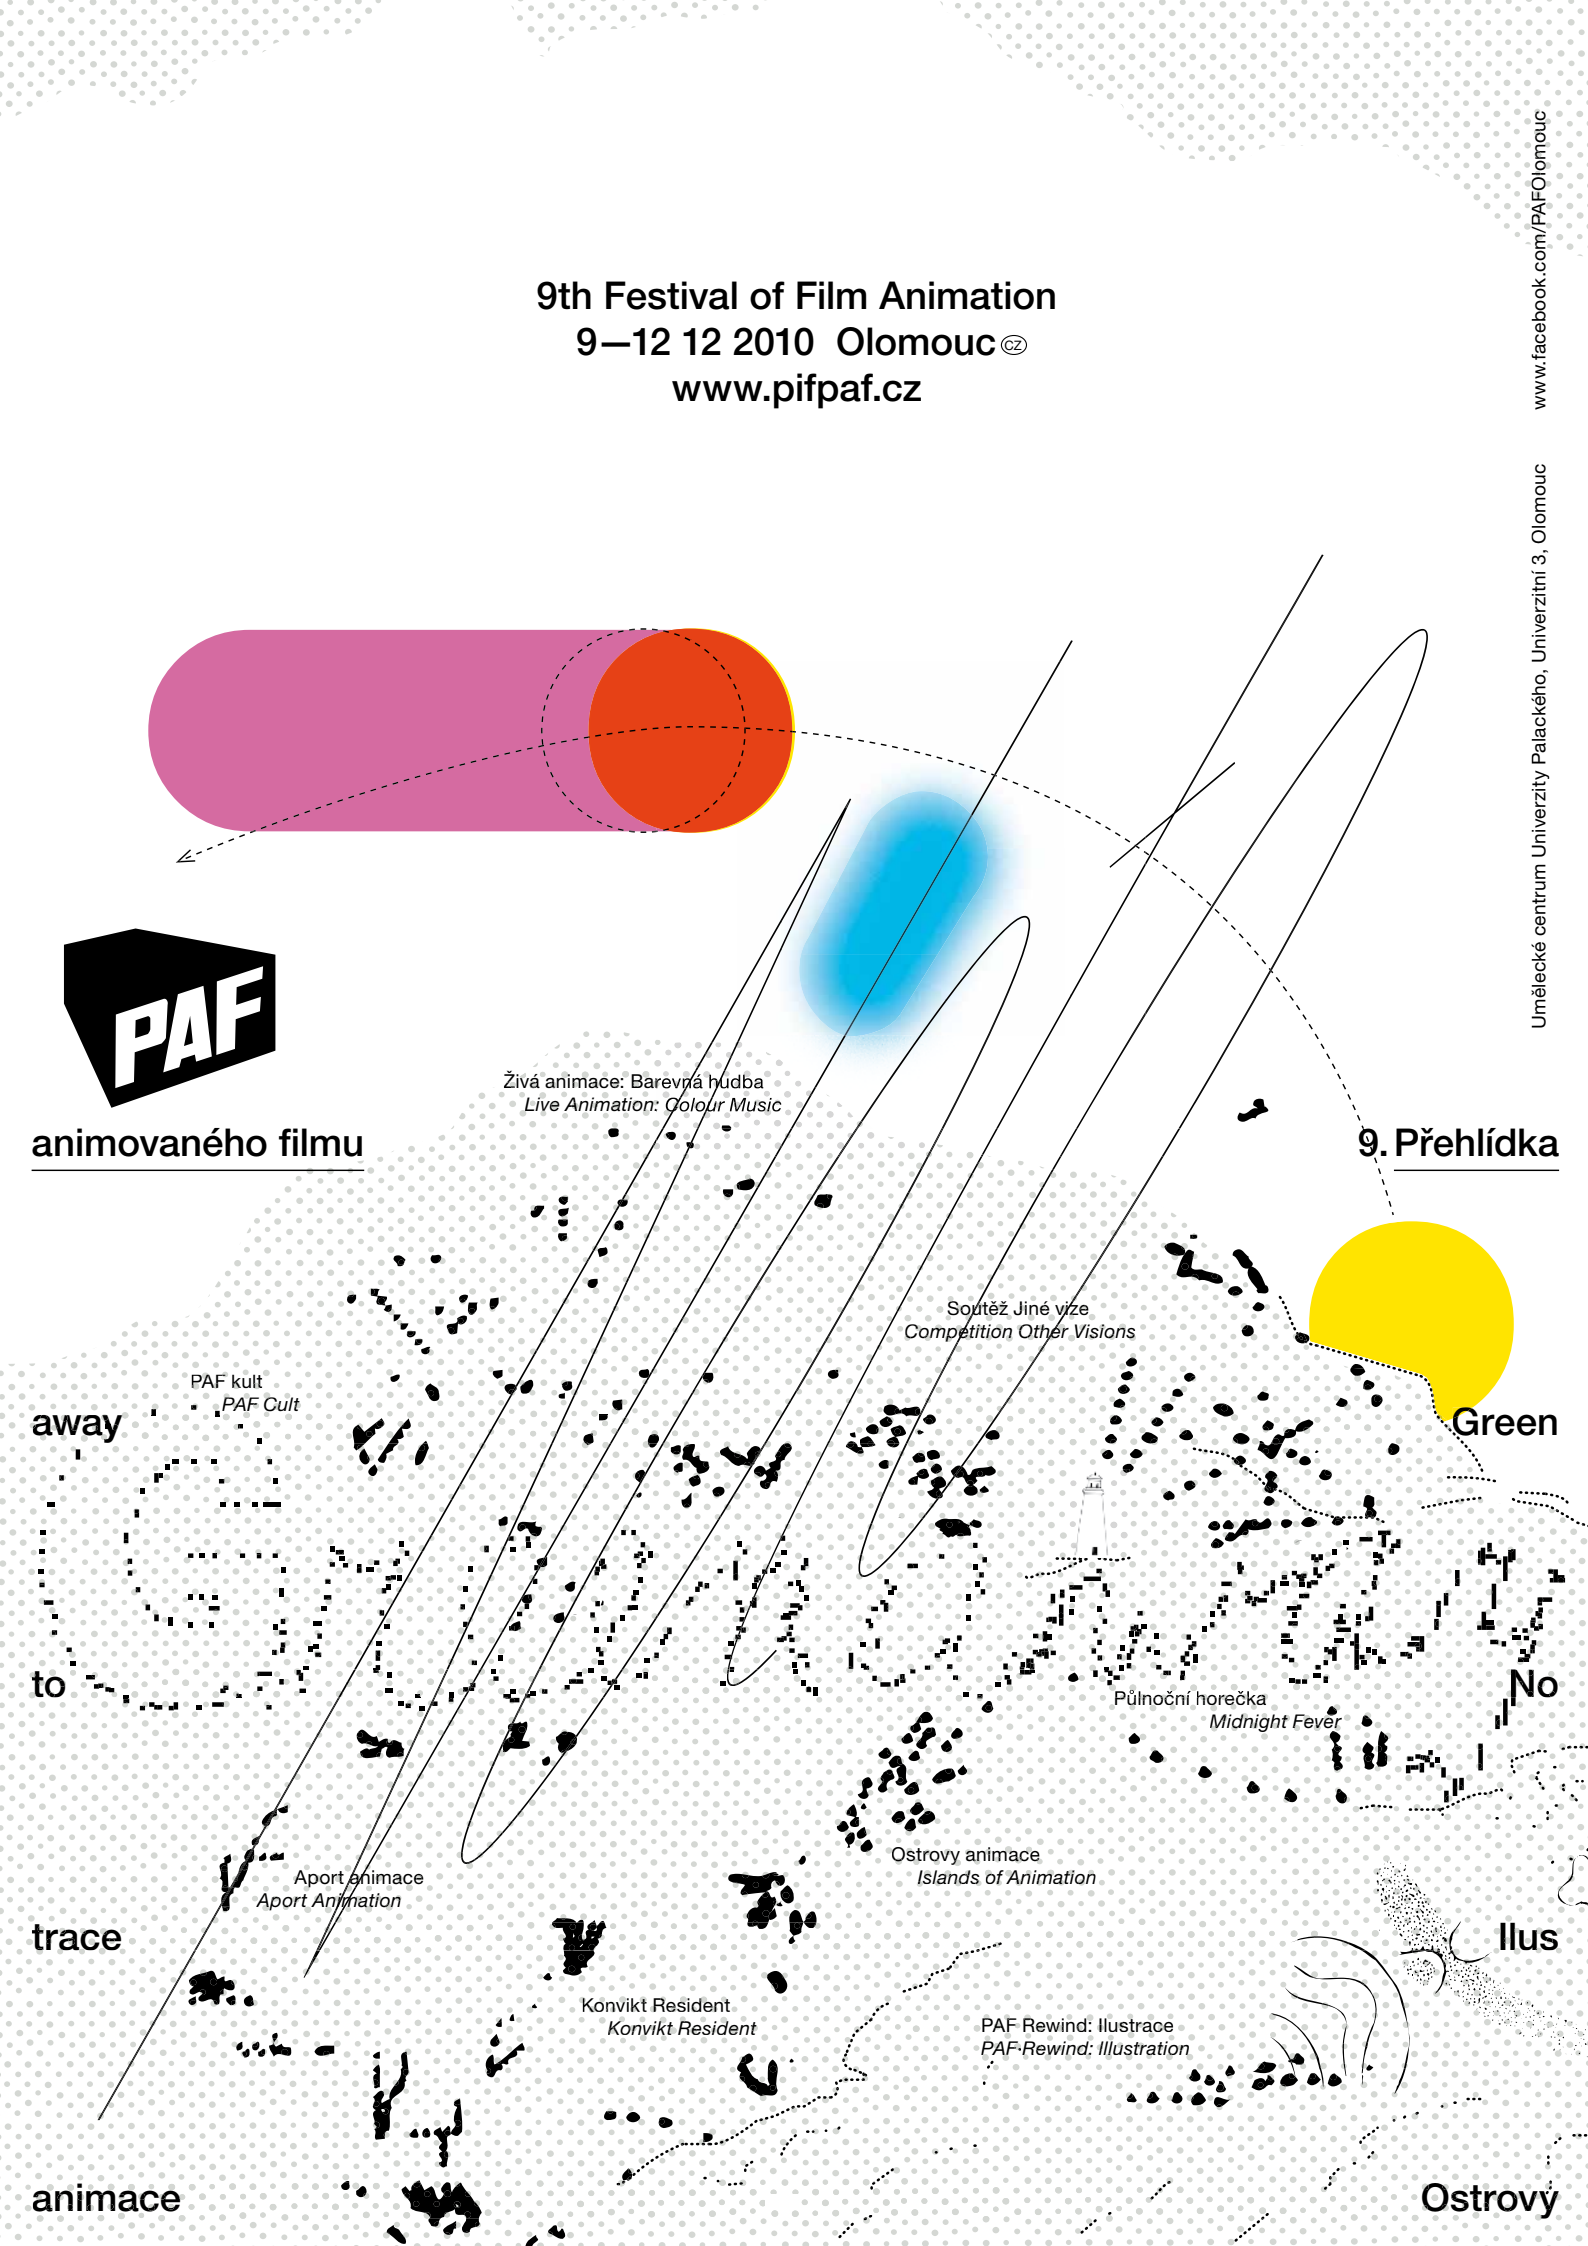 9th Festival of Film Animation
9—12 12 2010 Olomouc CZ
www.pifpaf.cz
www.facebook.com/PAFOlomouc
Umělecké centrum Univerzity Palackého, Univerzitní 3, Olomouc
PAF
Živá animace: Barevná hudba
Live Animation: Colour Music
animovaného filmu
9. Přehlídka
Soutěž Jiné vize
Competition Other Visions
PAF kult
PAF Cult
away
Green
to
No
Půlnoční horečka
Midnight Fever
Ostrovy animace
Islands of Animation
Aport animace
Aport Animation
trace
Ilus
Konvikt Resident
Konvikt Resident
PAF Rewind: Ilustrace
PAF Rewind: Illustration
animace
Ostrovy